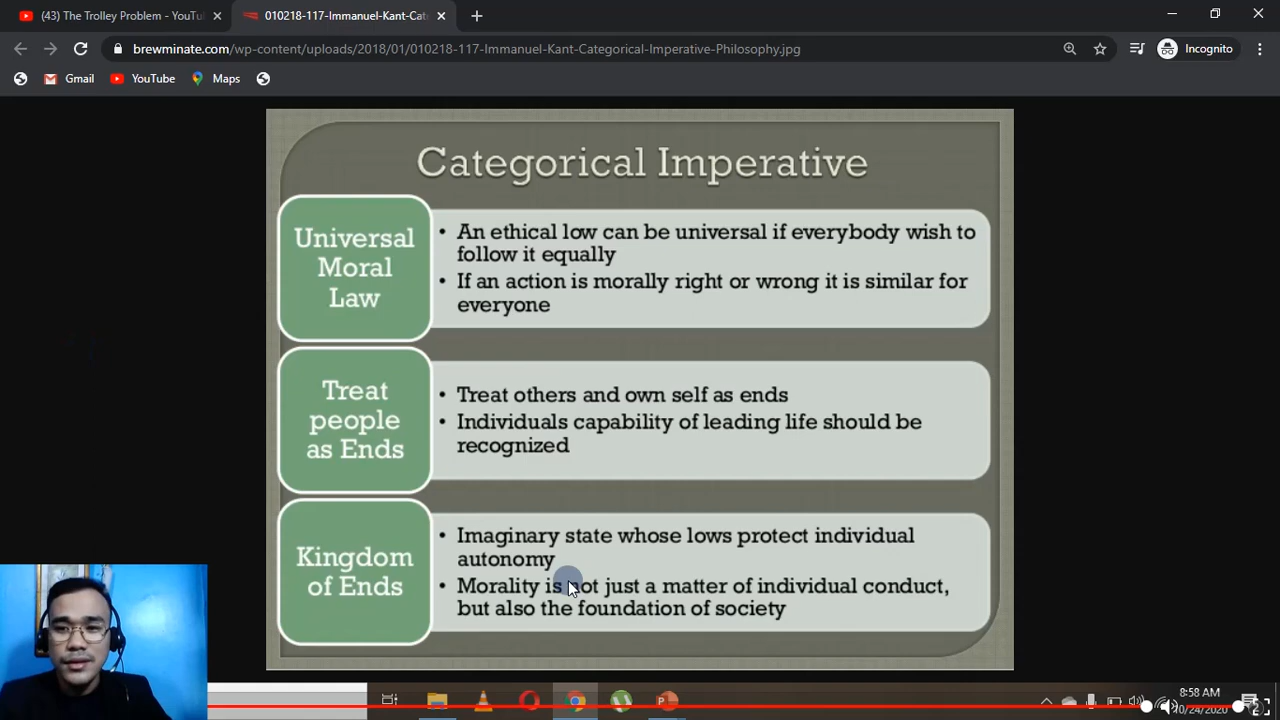 (43) The Trolley Problem - YouTu
010218-117-Immanuel-Kant-Cate
brewminate.com/wp-content/uploads/2018/01/010218-117-Immanuel-Kant-Categorical-Imperative-Philosophy.jpg
Incognito
Gmail
YouTube
Maps
Categorical Imperative
Universal
Moral
Law
• An ethical low can be universal if everybody wish to
follow it equally
• If an action is morally right or wrong it is similar for
everyone
Treat
people
as Ends
• Treat others and own self as ends
• Individuals capability of leading life should be
recognized
Kingdom
of Ends
• Imaginary state whose lows protect individual
autonomy
• Morality is not just a matter of individual conduct,
but also the foundation of society
8:58 AM
10/24/2020